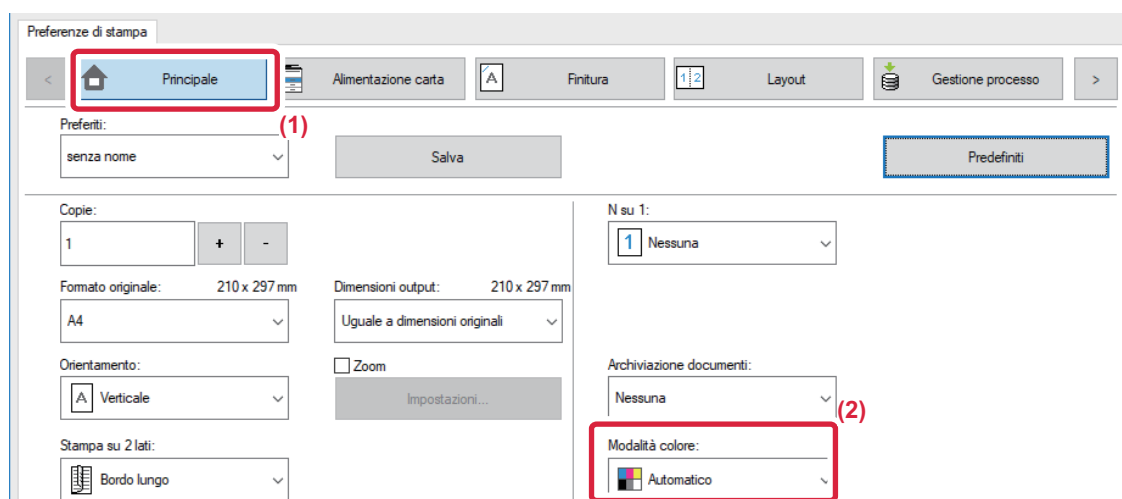 Preferenze di stampa
< Principale Alimentazione carta A Finitura 1 2 Layout Gestione processo >
(1)
Preferiti:
senza nome Salva Predefiniti
Copie: N su 1:
1 + - 1 Nessuna
Formato originale: 210 x 297 mm Dimensioni output: 210 x 297 mm
A4 Uguale a dimensioni originali
Orientamento: Zoom Archiviazione documenti:
A Verticale Impostazioni... Nessuna
(2)
Stampa su 2 lati: Modalità colore:
Bordo lungo Automatico